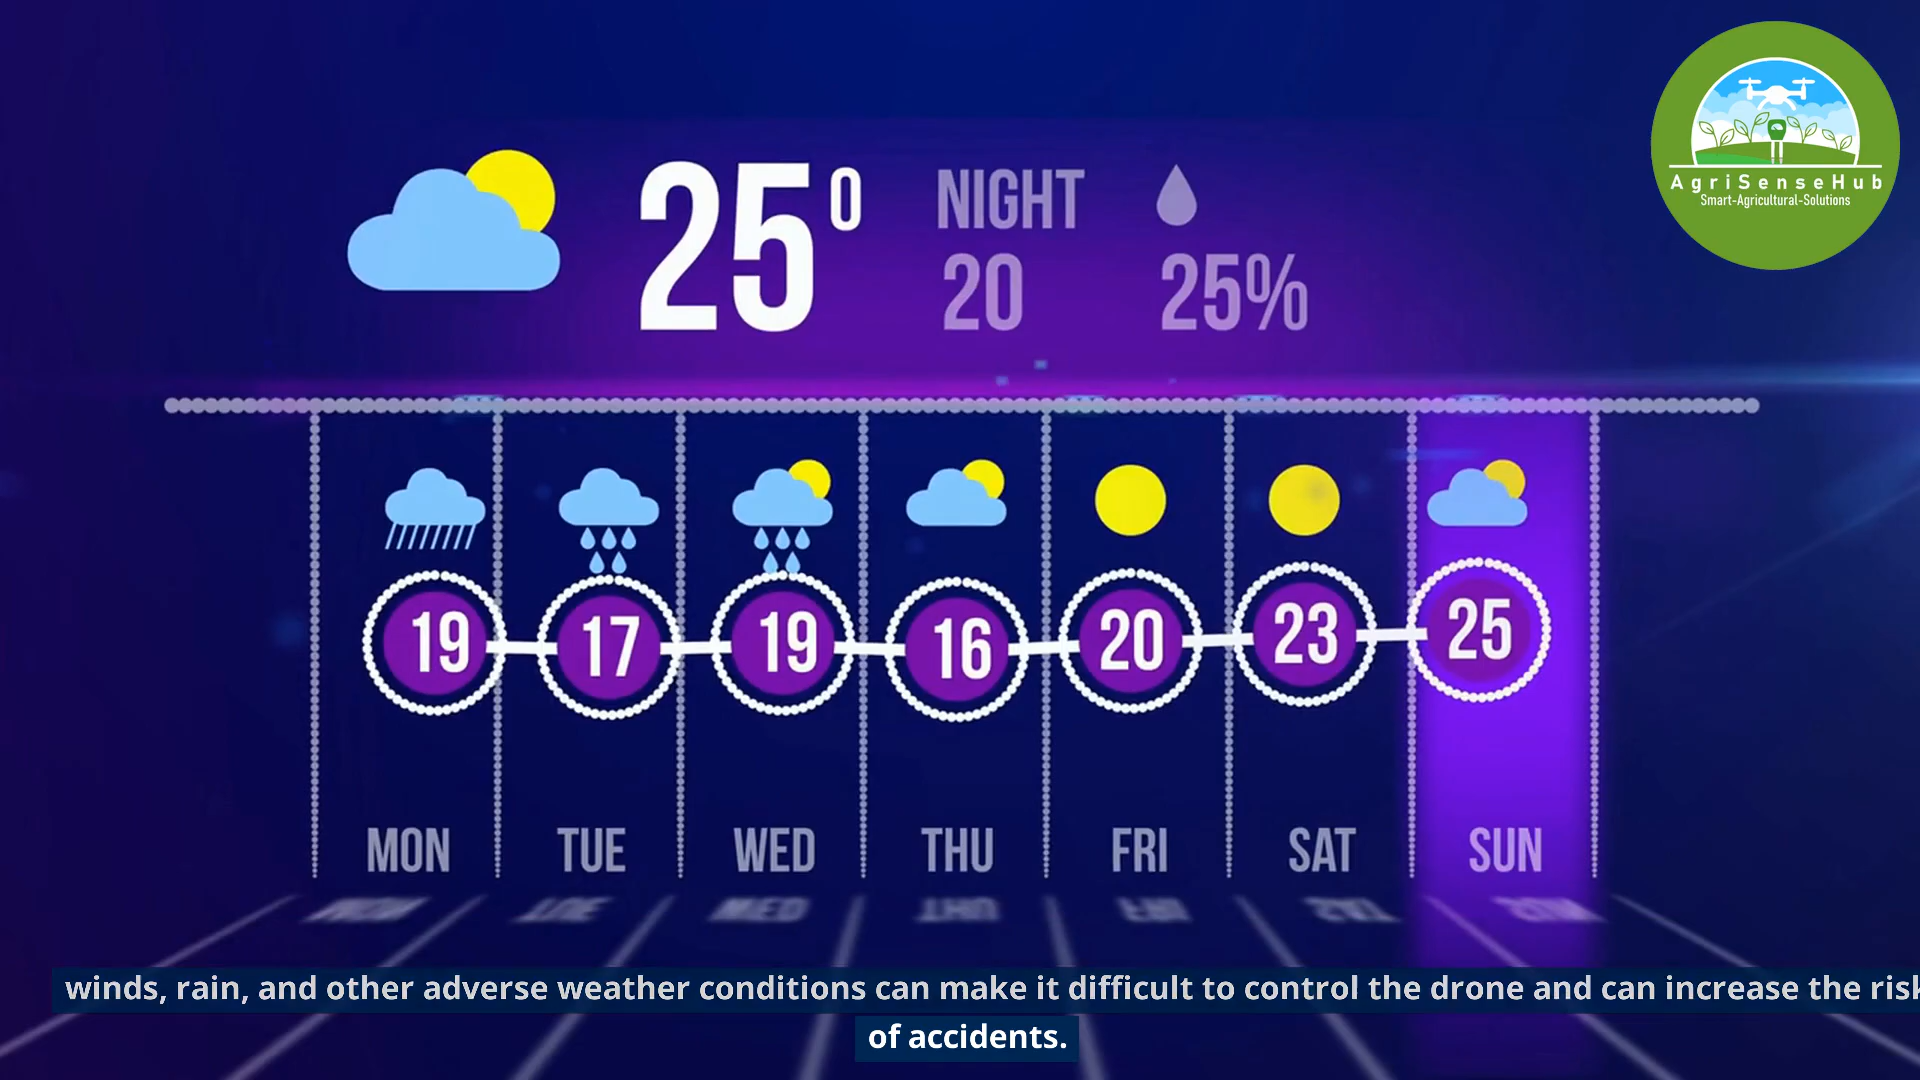 AgriSenseHub
Smart-Agricultural-Solutions
25° NIGHT
20 25%
19 17 19 16 20 23 25
MON TUE WED THU FRI SAT SUN
winds, rain, and other adverse weather conditions can make it difficult to control the drone and can increase the risk
of accidents.